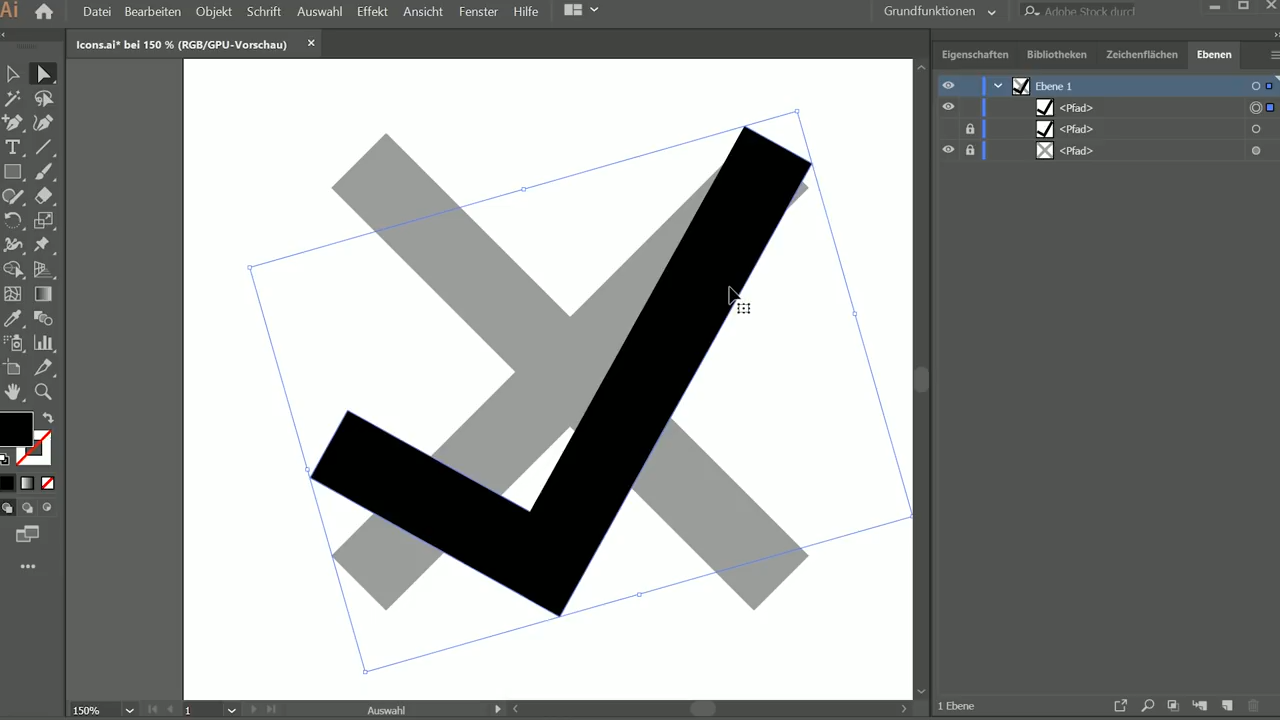 Ai
Datei Bearbeiten Objekt Schrift Auswahl Effekt Ansicht Fenster Hilfe Grundfunktionen Adobe Stock durcl
Icons.ai* bei 150 % (RGB/GPU-Vorschau)
Eigenschaften Bibliotheken Zeichenflächen Ebenen
Ebene 1
<Pfad>
<Pfad>
<Pfad>
150% 1 Auswahl
1 Ebene